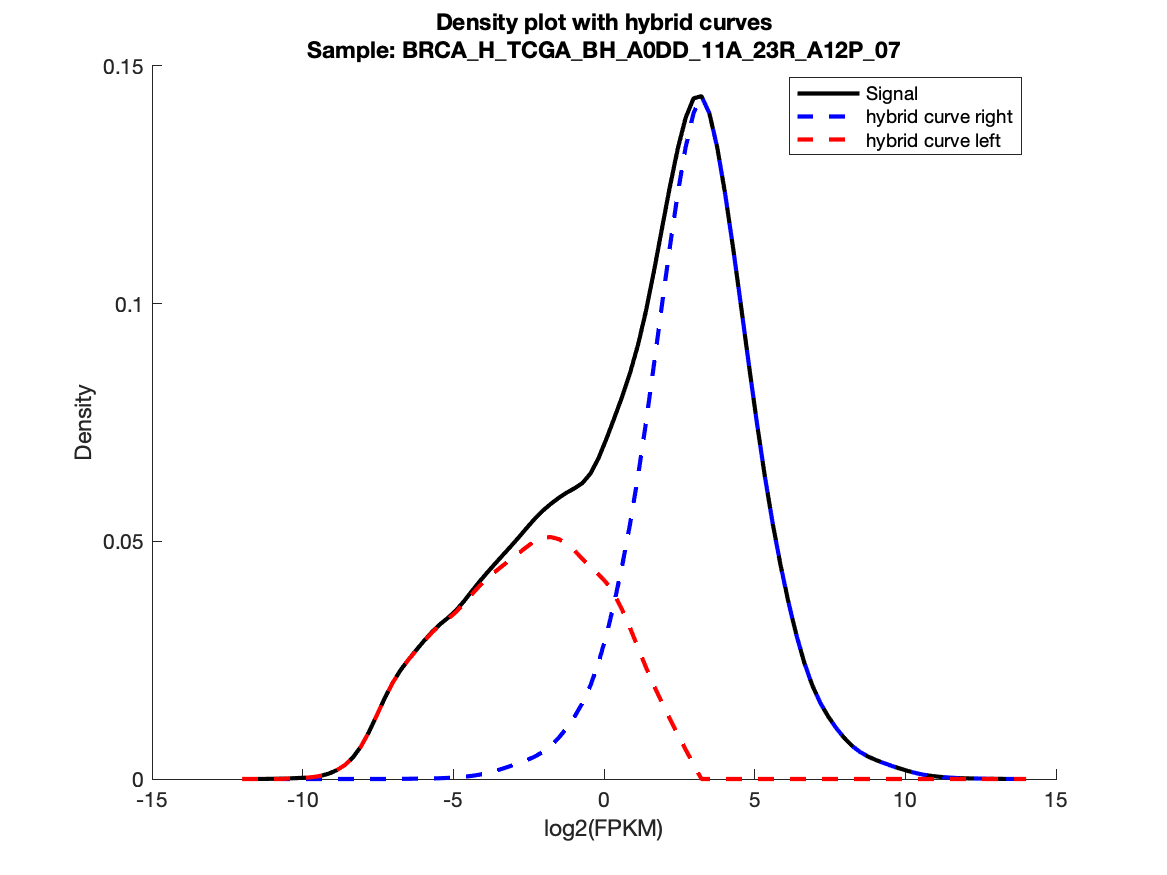 Density plot with hybrid curves
Sample: BRCA_H_TCGA_BH_A0DD_11A_23R_A12P_07
Signal
hybrid curve right
hybrid curve left
0.15
0.1
0.05
0
Density
-15
-10
-5
0
5
10
15
log2(FPKM)